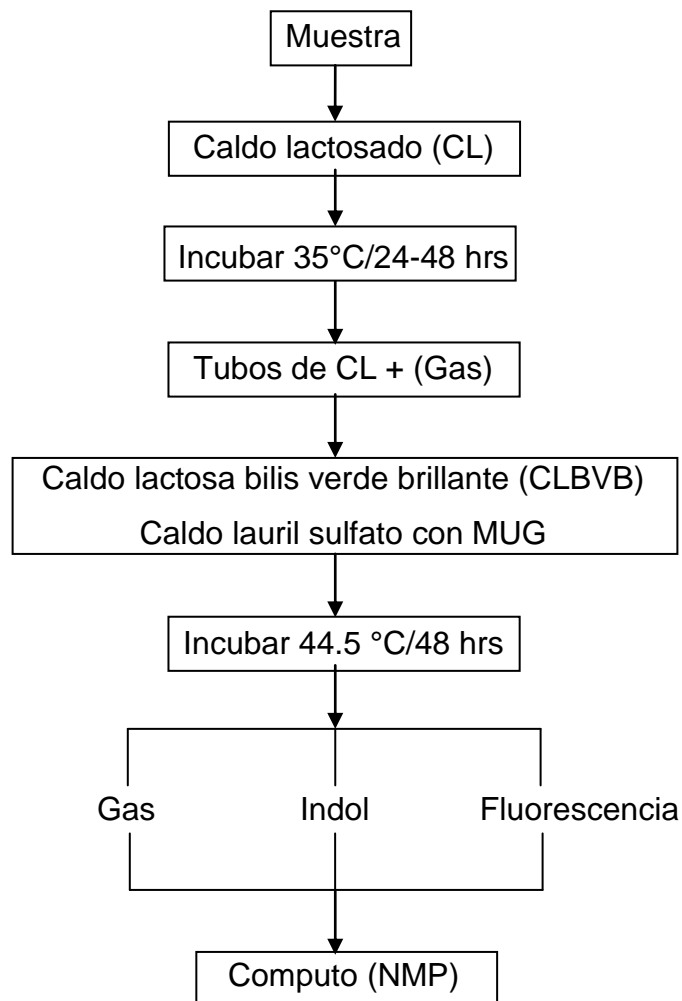 Muestra
Caldo lactosado (CL)
Incubar 35°C/24-48 hrs
Tubos de CL + (Gas)
Caldo lactosa bilis verde brillante (CLBVB)
Caldo lauril sulfato con MUG
Incubar 44.5 °C/48 hrs
Gas Indol Fluorescencia
Computo (NMP)